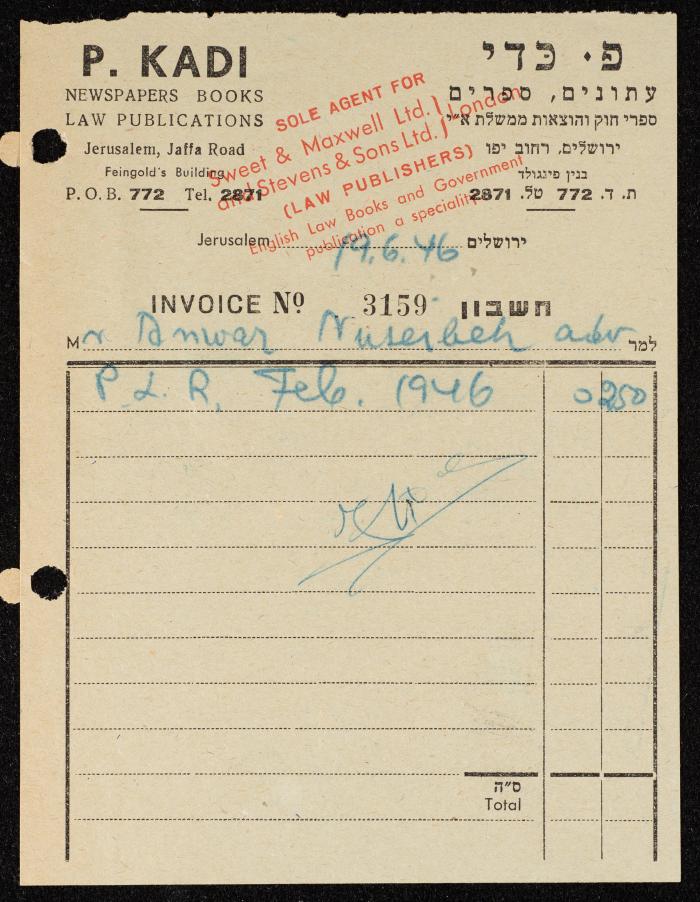 P. KADI
NEWSPAPERS BOOKS
LAW PUBLICATIONS
Jerusalem, Jaffa Road
Feingold's Building
P.O.B. 772 Tel. 2871
פ. כדי
עתונים, ספרים
ספרי חוק והוצאות ממשלת א״י
ירושלים, רחוב יפו
בנין פינגולד
ת. ד. 772 טל. 2871
SOLE AGENT FOR
Sweet & Maxwell Ltd. } London
and Stevens & Sons Ltd. }
(LAW PUBLISHERS)
English Law Books and Government
publication a speciality
Jerusalem 19.6.46 ירושלים
INVOICE No 3159 חשבון
Mr Anwar Nuseibeh adv למר
P.L.R. Feb. 1946 0 250
ס״ה
Total